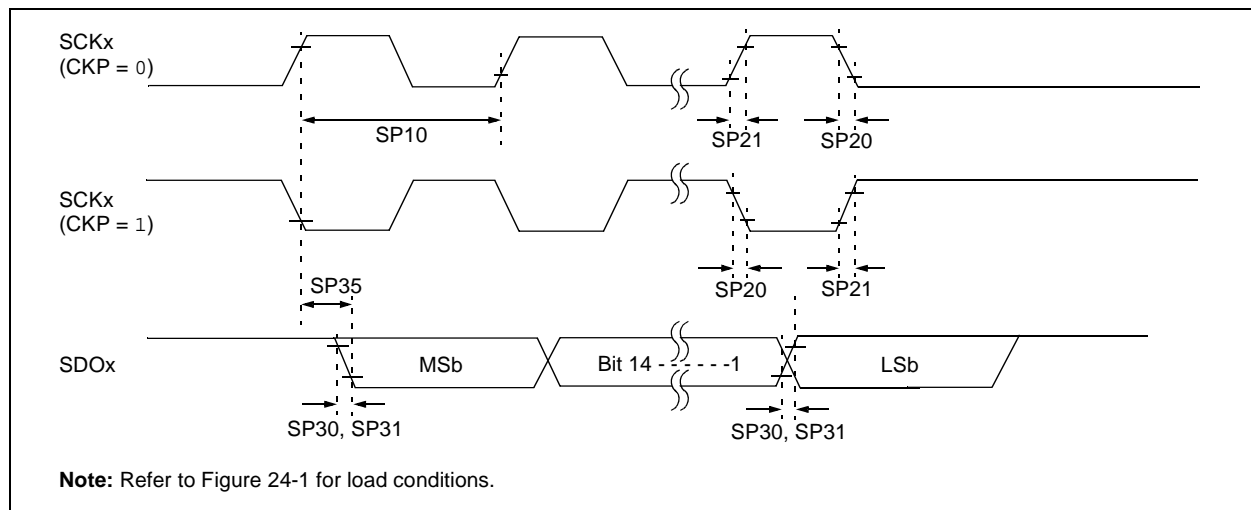 SCKx
(CKP = 0)
SP10
SP21
SP20
SCKx
(CKP = 1)
SP35
SP20
SP21
SDOx
MSb
Bit 14 - - - - - -1
LSb
SP30, SP31
SP30, SP31
Note: Refer to Figure 24-1 for load conditions.